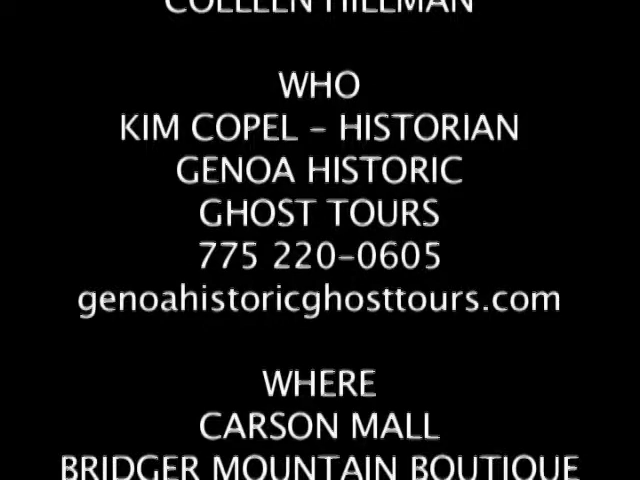 COLLEEN HILLMAN
WHO
KIM COPEL – HISTORIAN
GENOA HISTORIC
GHOST TOURS
775 220-0605
genoahistoricghosttours.com
WHERE
CARSON MALL
BRIDGER MOUNTAIN BOUTIQUE